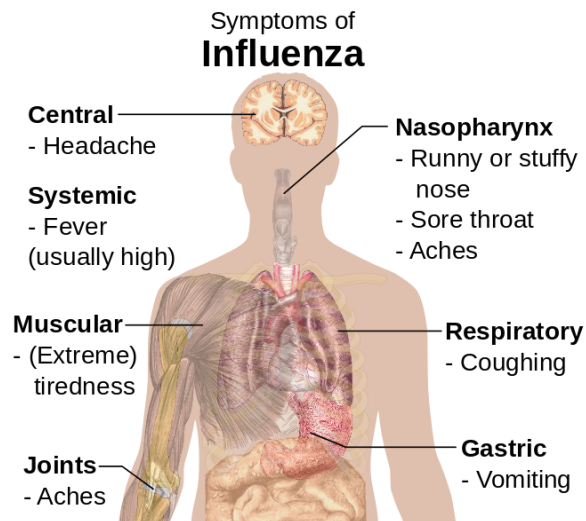 Symptoms of
Influenza
Central
- Headache
Systemic
- Fever
(usually high)
Muscular
- (Extreme)
tiredness
Joints
- Aches
Nasopharynx
- Runny or stuffy
nose
- Sore throat
- Aches
Respiratory
- Coughing
Gastric
- Vomiting